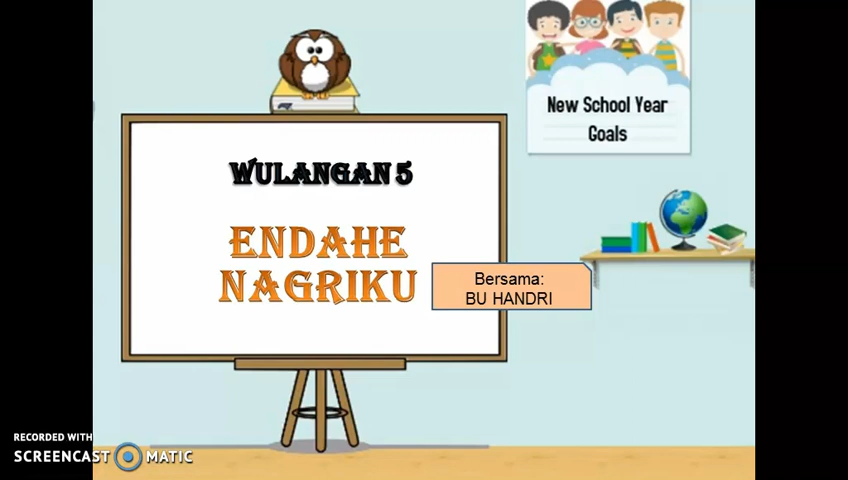 New School Year
Goals
WULANGAN 5
ENDAHE
NAGRIKU
Bersama:
BU HANDRI
RECORDED WITH
SCREENCAST MATIC